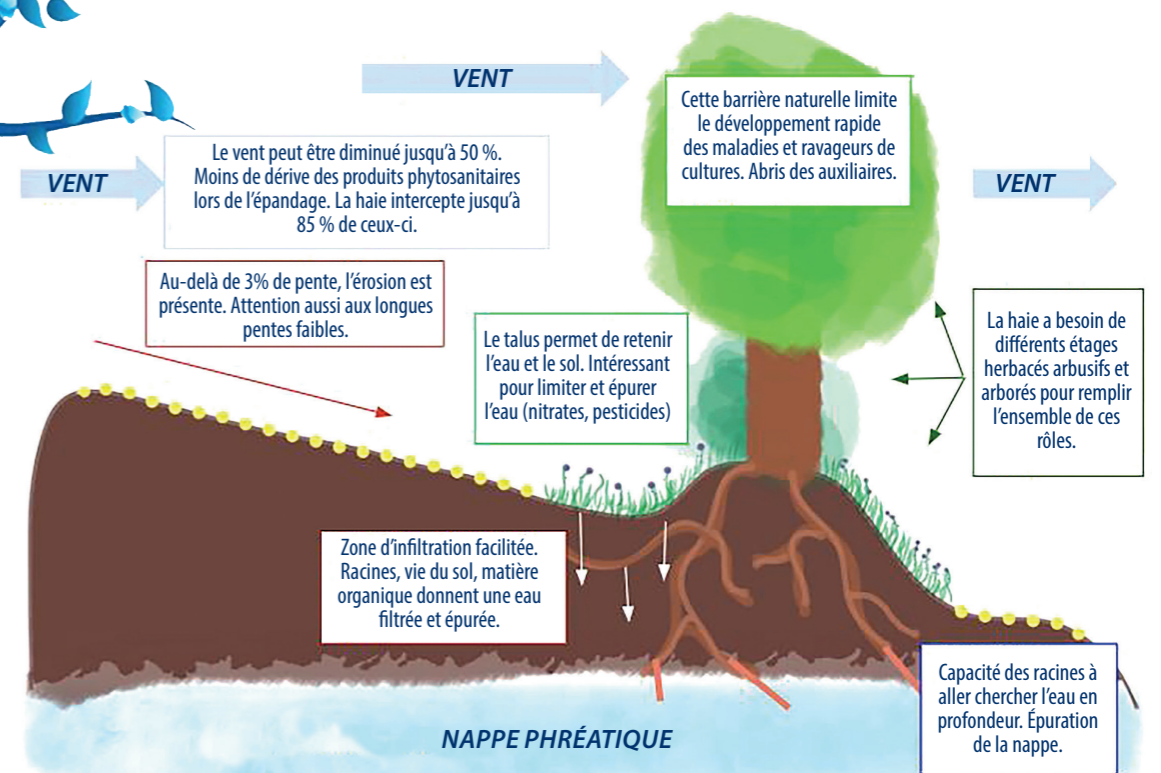 VENT
Cette barrière naturelle limite
le développement rapide
des maladies et ravageurs de
cultures. Abris des auxiliaires.
VENT
Le vent peut être diminué jusqu'à 50 %.
Moins de dérive des produits phytosanitaires
lors de l'épandage. La haie intercepte jusqu'à
85 % de ceux-ci.
VENT
Au-delà de 3% de pente, l'érosion est
présente. Attention aussi aux longues
pentes faibles.
Le talus permet de retenir
l'eau et le sol. Intéressant
pour limiter et épurer
l'eau (nitrates, pesticides)
La haie a besoin de
différents étages
herbacés arbusifs et
arborés pour remplir
l'ensemble de ces
rôles.
Zone d'infiltration facilitée.
Racines, vie du sol, matière
organique donnent une eau
filtrée et épurée.
Capacité des racines à
aller chercher l'eau en
profondeur. Épuration
de la nappe.
NAPPE PHRÉATIQUE